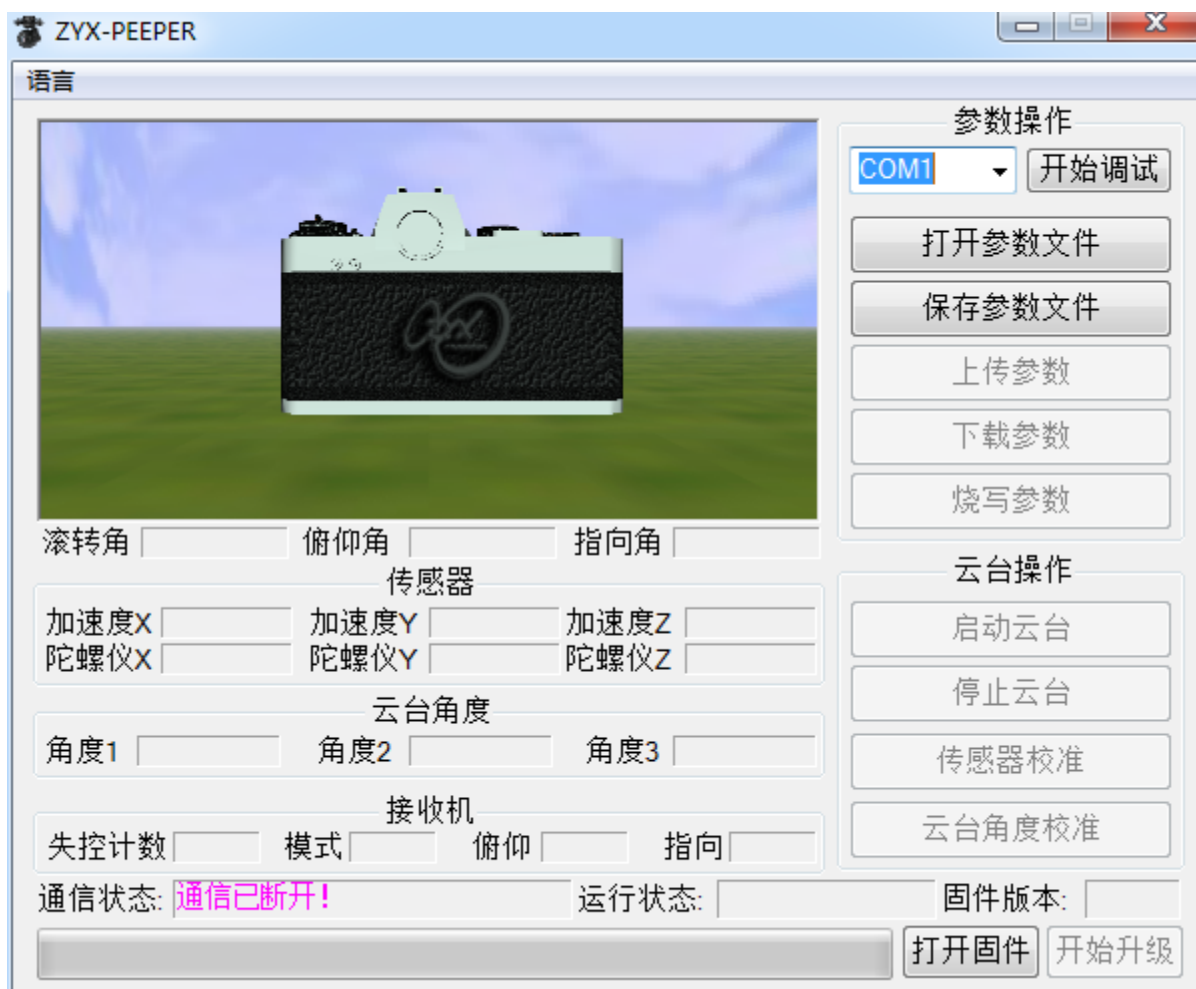 ZYX-PEEPER
语言
参数操作
COM1 开始调试
打开参数文件
保存参数文件
上传参数
下载参数
烧写参数
滚转角 俯仰角 指向角
传感器
加速度X 加速度Y 加速度Z
陀螺仪X 陀螺仪Y 陀螺仪Z
云台角度
角度1 角度2 角度3
接收机
失控计数 模式 俯仰 指向
云台操作
启动云台
停止云台
传感器校准
云台角度校准
通信状态: 通信已断开! 运行状态: 固件版本:
打开固件 开始升级